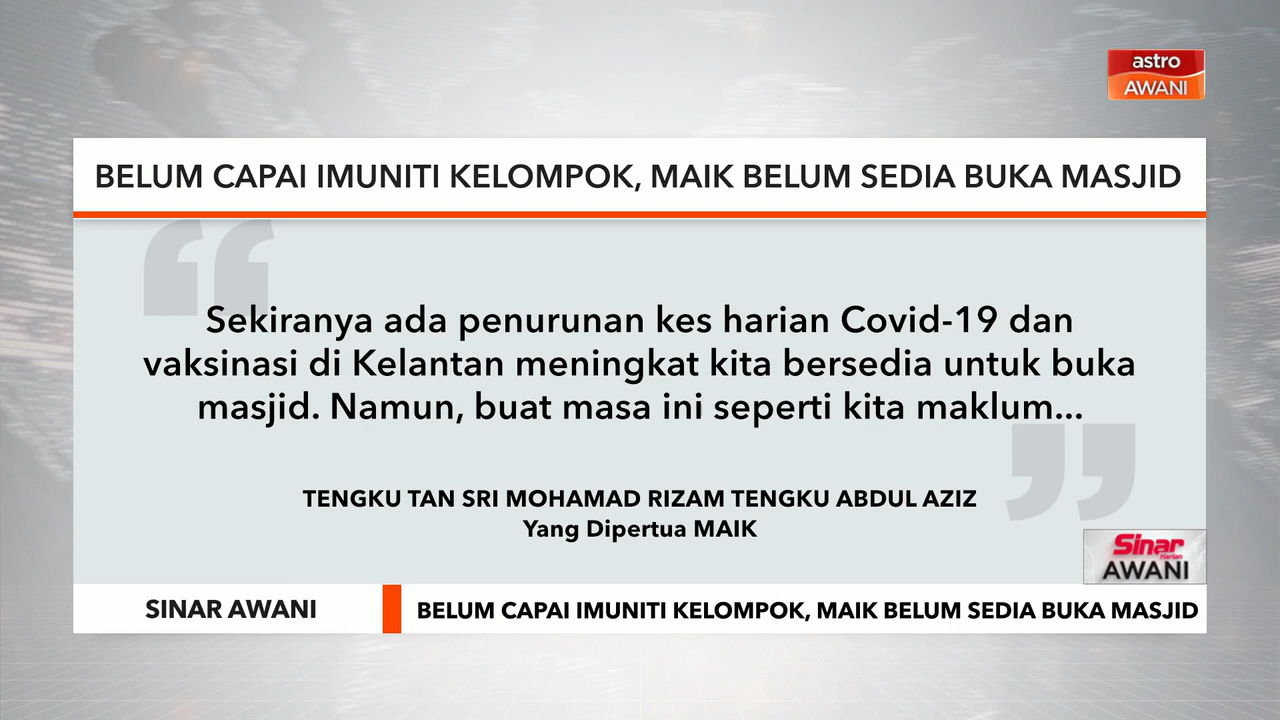 astro
AWANI
BELUM CAPAI IMUNITI KELOMPOK, MAIK BELUM SEDIA BUKA MASJID
“
Sekiranya ada penurunan kes harian Covid-19 dan
vaksinasi di Kelantan meningkat kita bersedia untuk buka
masjid. Namun, buat masa ini seperti kita maklum...
”
TENGKU TAN SRI MOHAMAD RIZAM TENGKU ABDUL AZIZ
Yang Dipertua MAIK
Sinar
Harian
AWANI
SINAR AWANI
BELUM CAPAI IMUNITI KELOMPOK, MAIK BELUM SEDIA BUKA MASJID